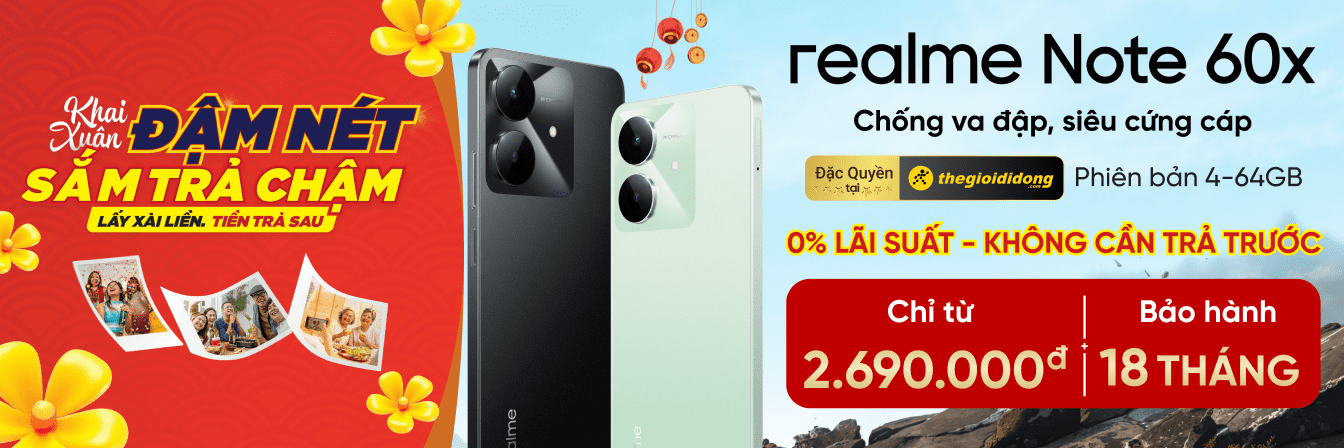 Khai
Xuân
ĐẬM NÉT
SẮM TRẢ CHẬM
LẤY XÀI LIỀN. TIỀN TRẢ SAU
realme
realme Note 60x
Chống va đập, siêu cứng cáp
Đặc Quyền
tại
thegioididong
.com
Phiên bản 4-64GB
0% LÃI SUẤT - KHÔNG CẦN TRẢ TRƯỚC
Chỉ từ
2.690.000đ
+
Bảo hành
18 THÁNG